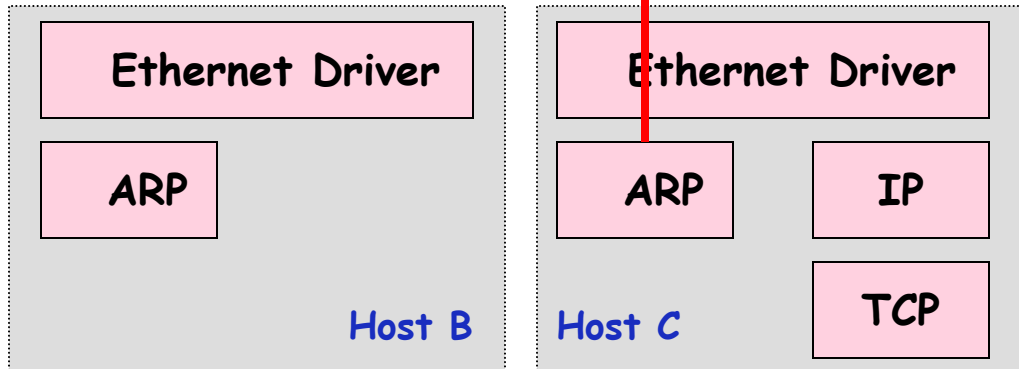 Ethernet Driver
ARP
Host B
Ethernet Driver
ARP
IP
TCP
Host C